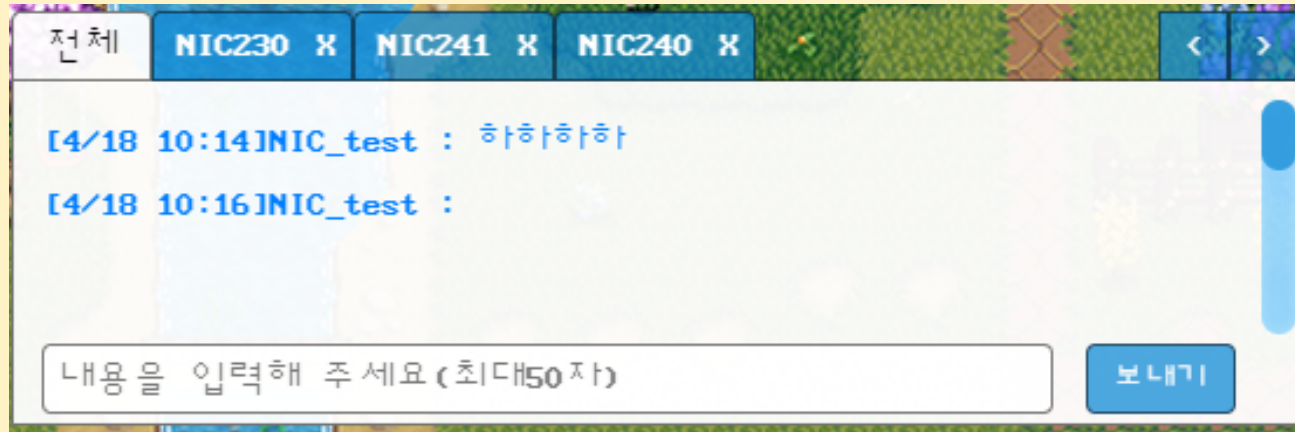 전체 NIC230 X NIC241 X NIC240 X < >
[4/18 10:14]NIC_test : 하하하하
[4/18 10:16]NIC_test :
내용을 입력해 주세요(최대50자) 보내기